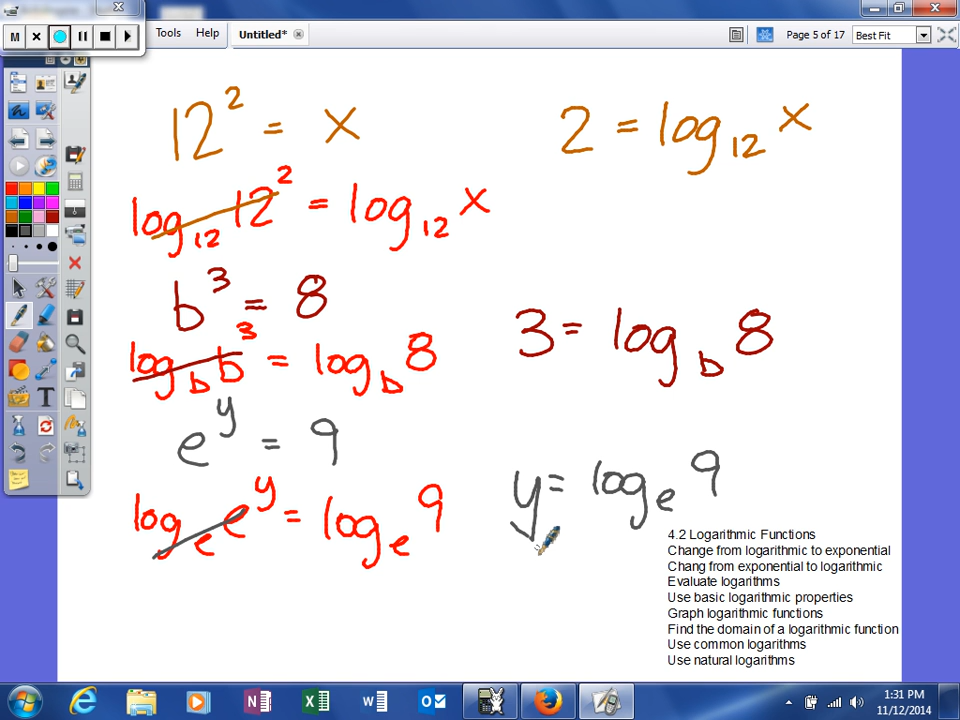 M
Tools Help Untitled* Page 5 of 17 Best Fit
12² = x 2 = log₁₂ x
log₁₂ 12² = log₁₂ x
b³ = 8 3 = log_b 8
log_b b³ = log_b 8
e^y = 9 y = log_e 9
log_e e^y = log_e 9
4.2 Logarithmic Functions
Change from logarithmic to exponential
Chang from exponential to logarithmic
Evaluate logarithms
Use basic logarithmic properties
Graph logarithmic functions
Find the domain of a logarithmic function
Use common logarithms
Use natural logarithms
1:31 PM
11/12/2014